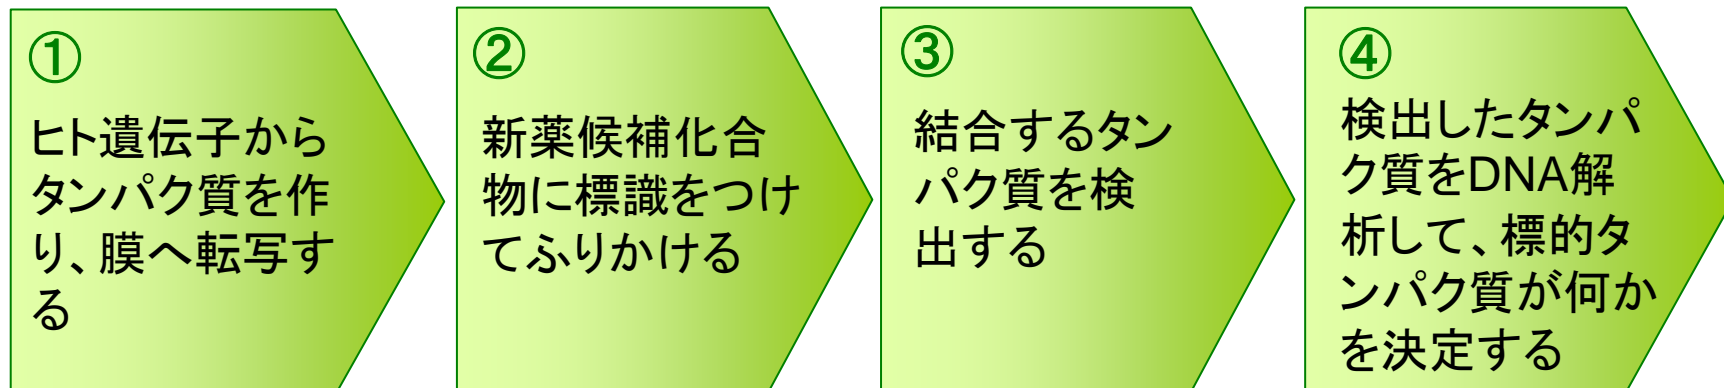 ①
ヒト遺伝子から
タンパク質を作
り、膜へ転写す
る
②
新薬候補化合
物に標識をつけ
てふりかける
③
結合するタン
パク質を検
出する
④
検出したタンパ
ク質をDNA解
析して、標的タ
ンパク質が何か
を決定する